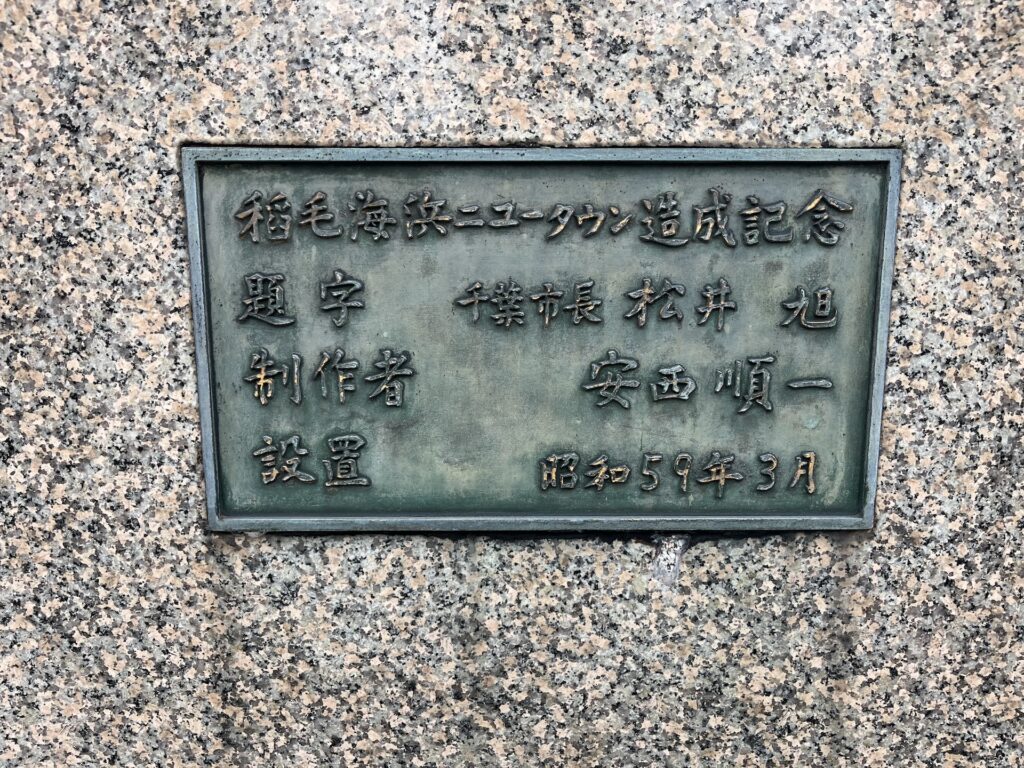 稻毛海浜ニユータウン造成記念
題字 千葉市長 松井 旭
制作者 安西順一
設置 昭和59年3月